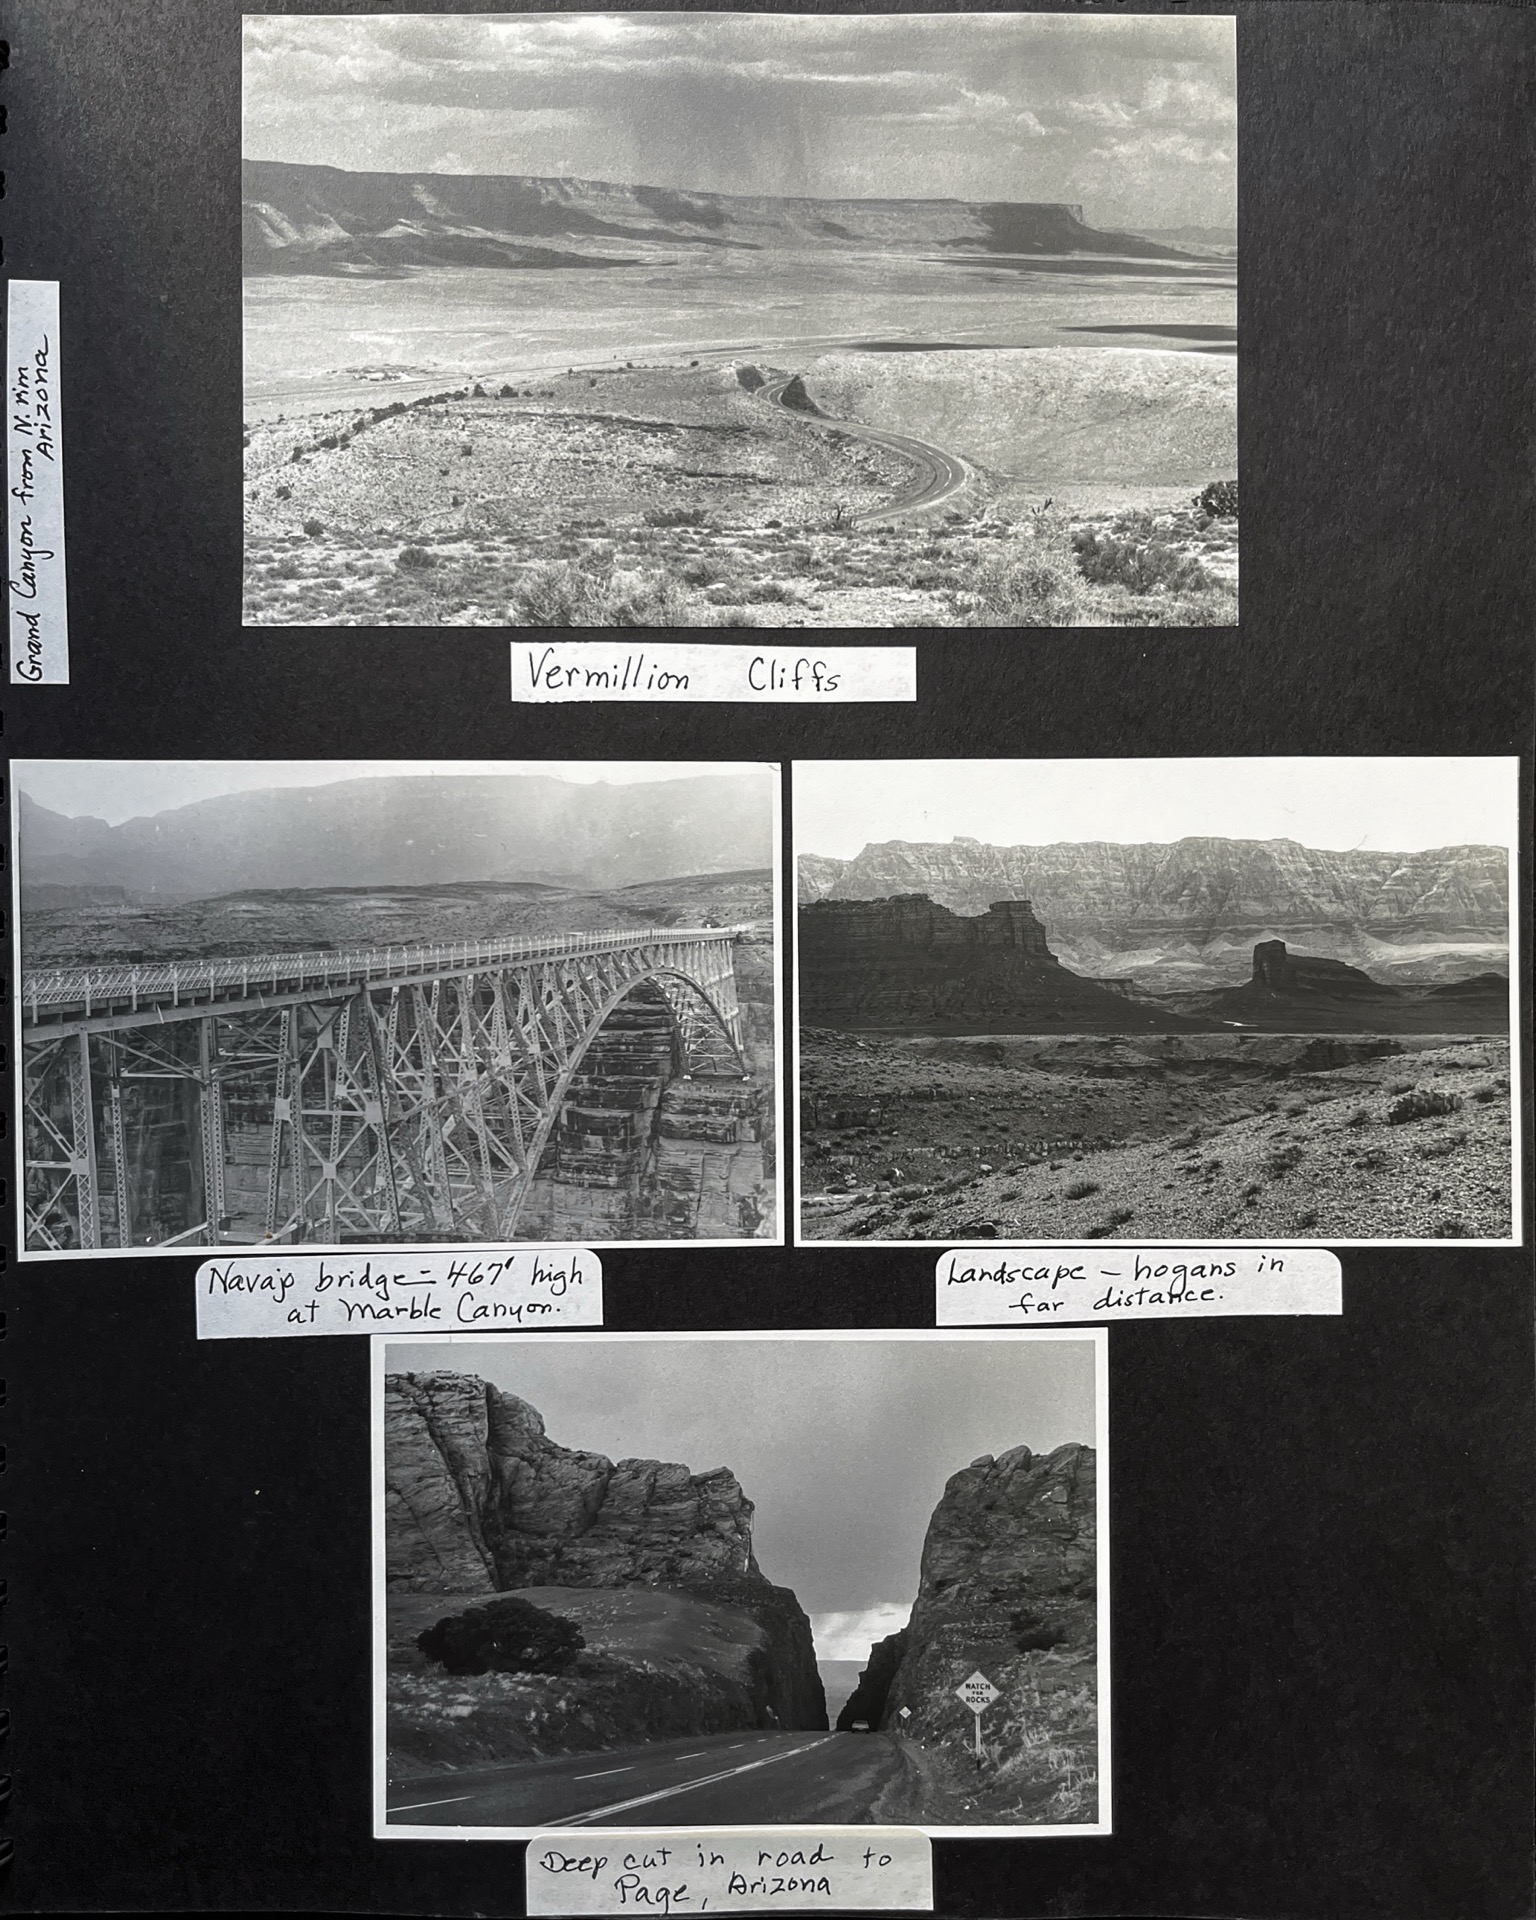 Grand Canyon from N. rim
Arizona
Vermillion Cliffs
Navajo bridge - 467' high
at Marble Canyon.
Landscape - hogans in
far distance.
WATCH
FOR
ROCKS
Deep cut in road to
Page, Arizona